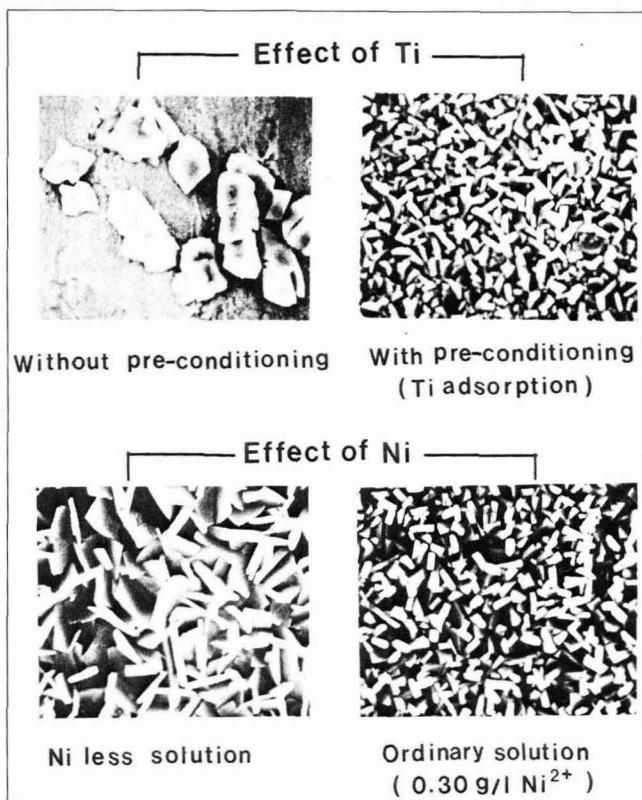 Effect of Ti
Without pre-conditioning
With pre-conditioning
(Ti adsorption)
Effect of Ni
Ni less solution
Ordinary solution
(0.30 g/l Ni²⁺)